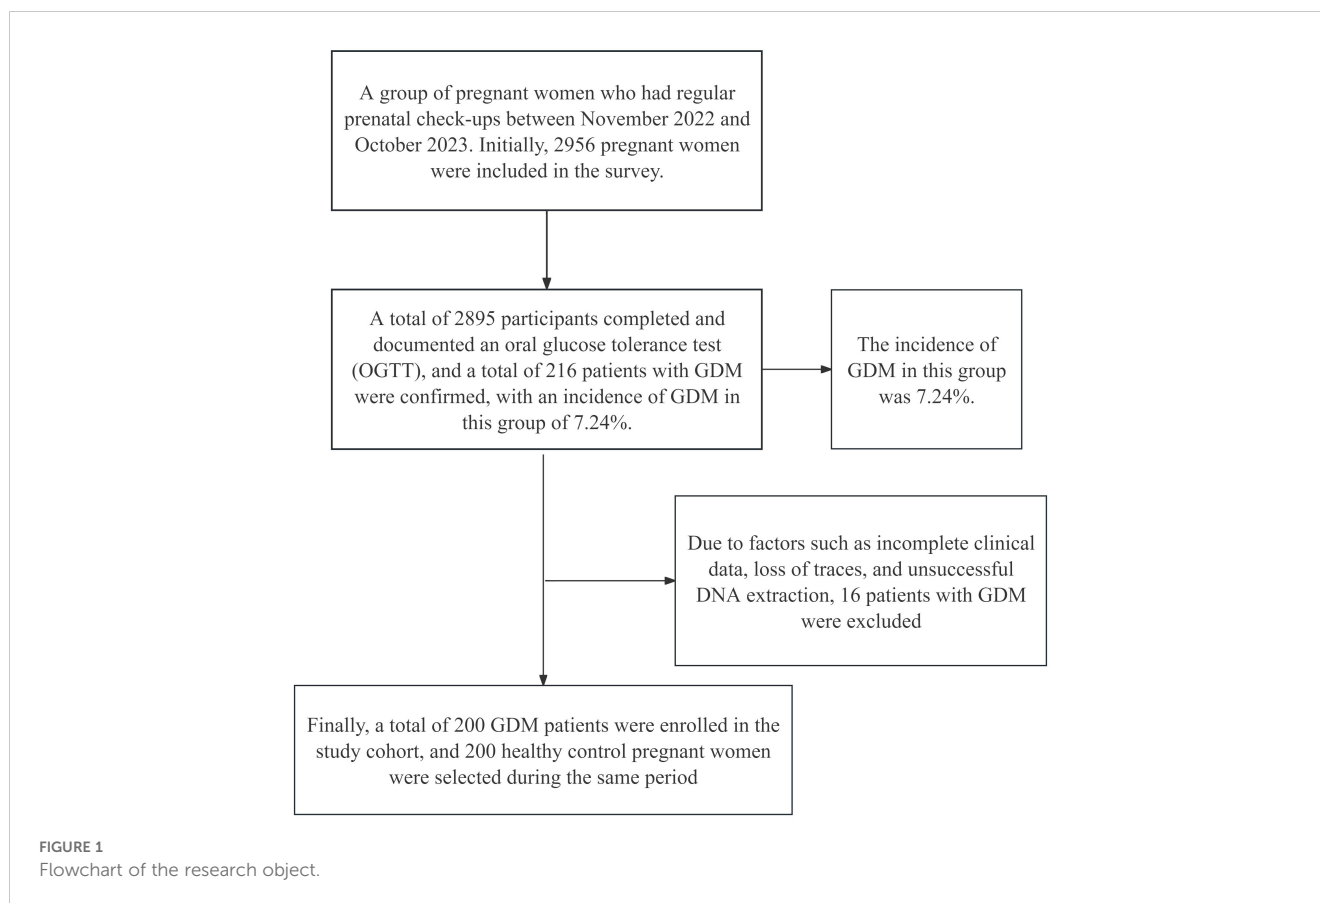 A group of pregnant women who had regular
prenatal check-ups between November 2022 and
October 2023. Initially, 2956 pregnant women
were included in the survey.
A total of 2895 participants completed and
documented an oral glucose tolerance test
(OGTT), and a total of 216 patients with GDM
were confirmed, with an incidence of GDM in
this group of 7.24%.
The incidence of
GDM in this group
was 7.24%.
Due to factors such as incomplete clinical
data, loss of traces, and unsuccessful
DNA extraction, 16 patients with GDM
were excluded
Finally, a total of 200 GDM patients were enrolled in the
study cohort, and 200 healthy control pregnant women
were selected during the same period
FIGURE 1
Flowchart of the research object.